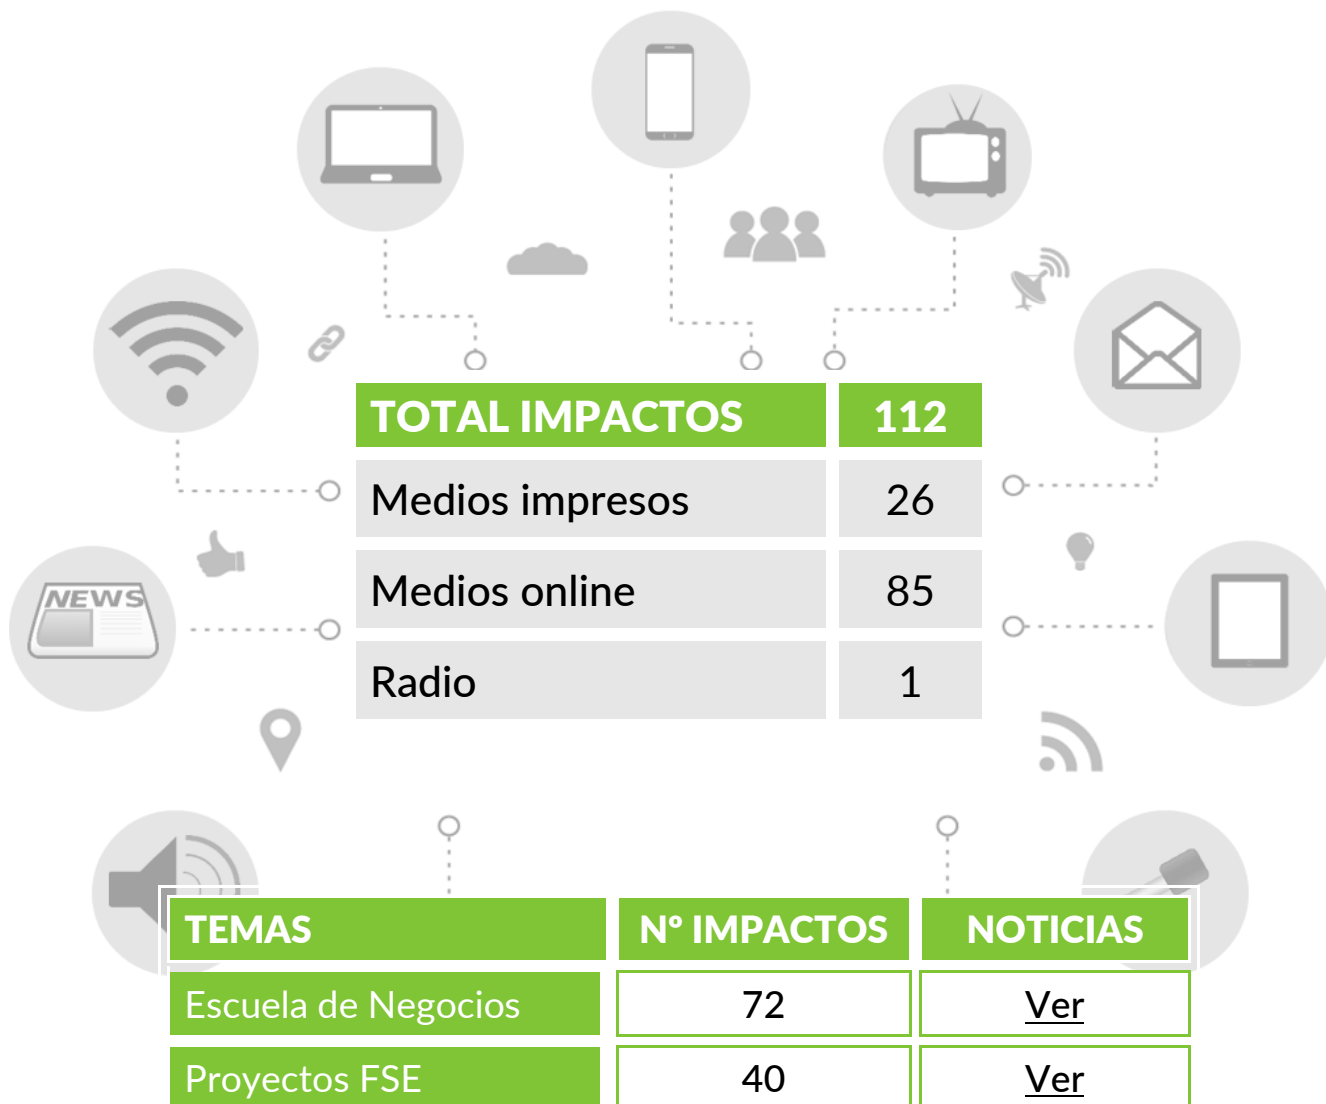 NEWS
TOTAL IMPACTOS 112
Medios impresos 26
Medios online 85
Radio 1
TEMAS Nº IMPACTOS NOTICIAS
Escuela de Negocios 72 Ver
Proyectos FSE 40 Ver